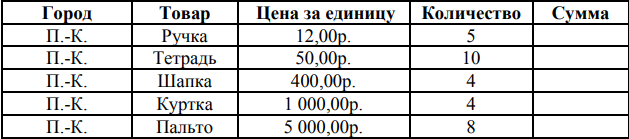 Город Товар Цена за единицу Количество Сумма
П.-К. Ручка 12,00р. 5
П.-К. Тетрадь 50,00р. 10
П.-К. Шапка 400,00р. 4
П.-К. Куртка 1 000,00р. 4
П.-К. Пальто 5 000,00р. 8